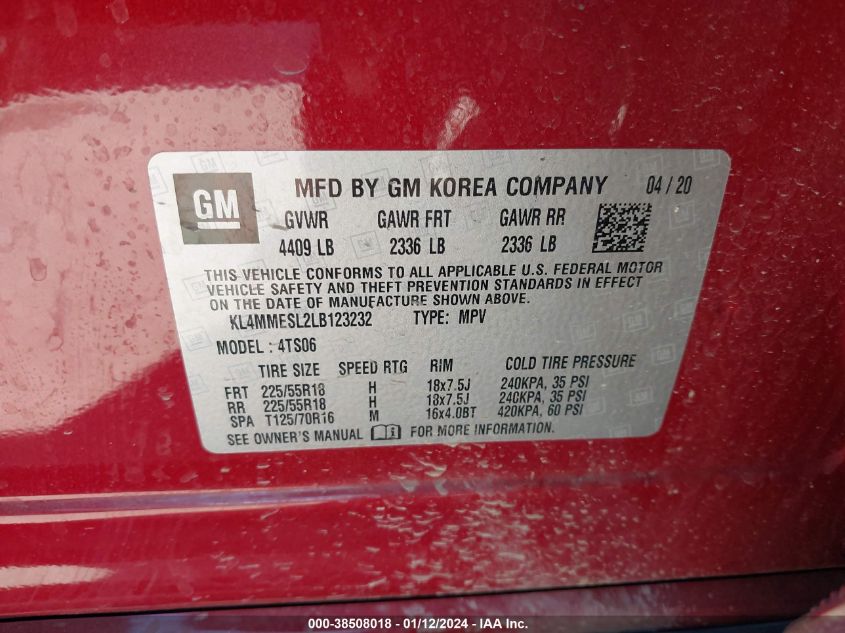 GM MFD BY GM KOREA COMPANY 04 / 20
GVWR GAWR FRT GAWR RR
4409 LB 2336 LB 2336 LB
THIS VEHICLE CONFORMS TO ALL APPLICABLE U.S. FEDERAL MOTOR
VEHICLE SAFETY AND THEFT PREVENTION STANDARDS IN EFFECT
ON THE DATE OF MANUFACTURE SHOWN ABOVE.
KL4MMESL2LB123232 TYPE: MPV
MODEL : 4TS06
TIRE SIZE SPEED RTG RIM COLD TIRE PRESSURE
FRT 225/55R18 H 18x7.5J 240KPA, 35 PSI
RR 225/55R18 H 18x7.5J 240KPA, 35 PSI
SPA T125/70R16 M 16x4.0BT 420KPA, 60 PSI
SEE OWNER'S MANUAL FOR MORE INFORMATION.
000-38508018 - 01/12/2024 - IAA Inc.